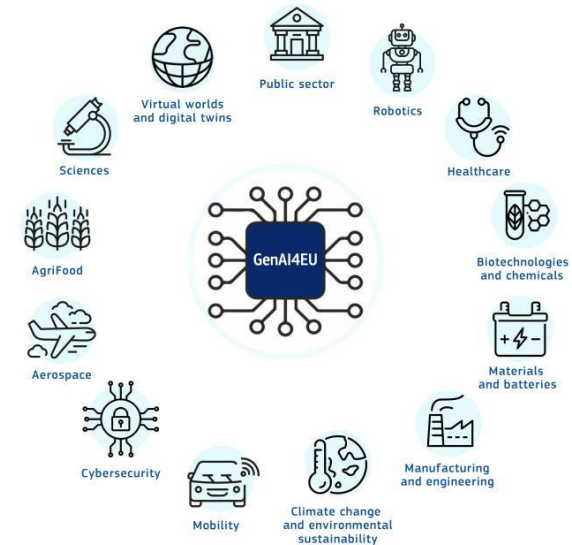 Public sector
Robotics
Healthcare
Biotechnologies
and chemicals
Materials
and batteries
Manufacturing
and engineering
Climate change
and environmental
sustainability
Mobility
Cybersecurity
Aerospace
AgriFood
Sciences
Virtual worlds
and digital twins
GenAI4EU